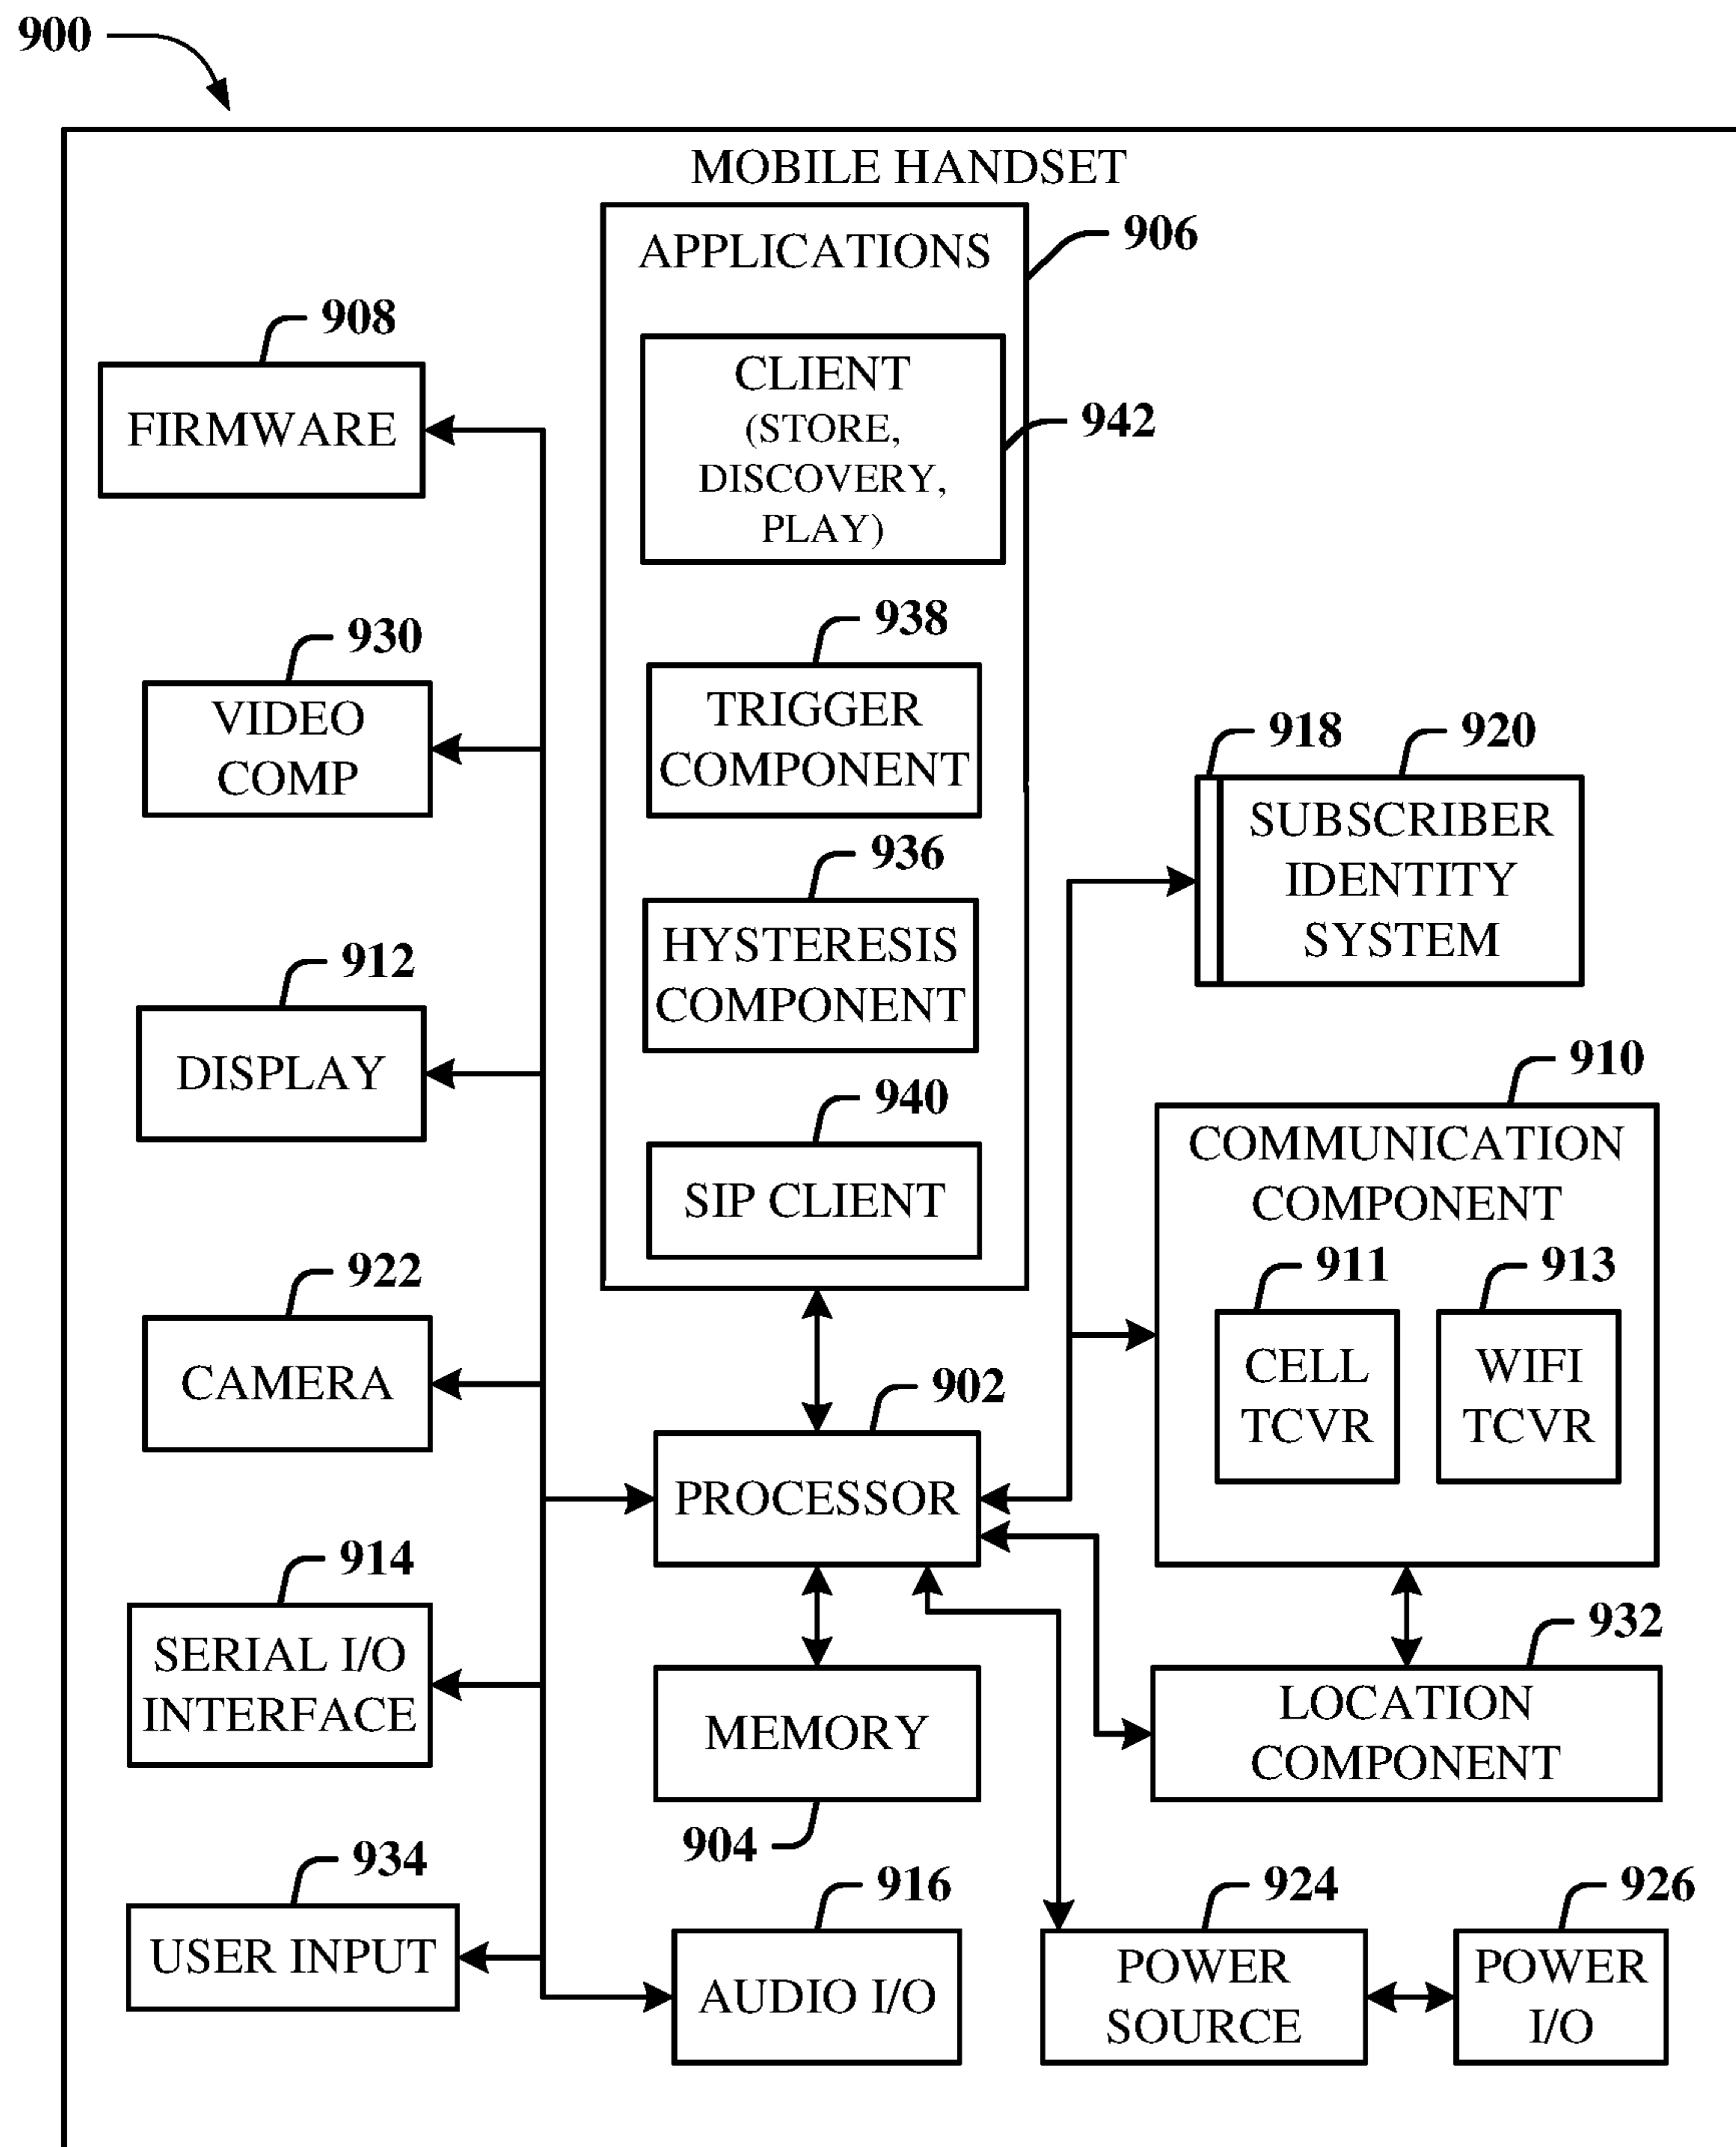 900
MOBILE HANDSET
APPLICATIONS
906
CLIENT
(STORE,
DISCOVERY,
PLAY)
942
908
FIRMWARE
938
TRIGGER
COMPONENT
930
VIDEO
COMP
918
920
SUBSCRIBER
IDENTITY
SYSTEM
936
HYSTERESIS
COMPONENT
912
DISPLAY
940
SIP CLIENT
910
COMMUNICATION
COMPONENT
911
CELL
TCVR
913
WIFI
TCVR
922
CAMERA
902
PROCESSOR
914
SERIAL I/O
INTERFACE
MEMORY
904
932
LOCATION
COMPONENT
934
USER INPUT
916
AUDIO I/O
924
POWER
SOURCE
926
POWER
I/O